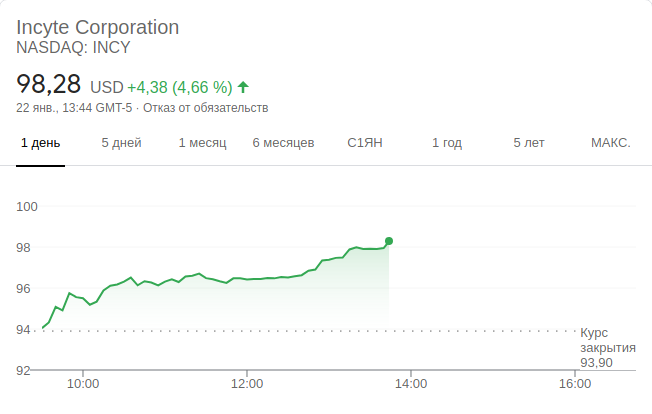 Incyte Corporation
NASDAQ: INCY
98,28 USD +4,38 (4,66 %)
22 янв., 13:44 GMT-5 · Отказ от обязательств
1 день 5 дней 1 месяц 6 месяцев С1ЯН 1 год 5 лет МАКС.
100
98
96
94
Курс
закрытия
93,90
92
10:00 12:00 14:00 16:00